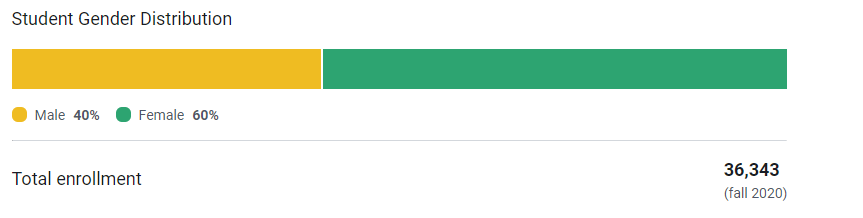 Student Gender Distribution
Male 40% Female 60%
Total enrollment
36,343
(fall 2020)